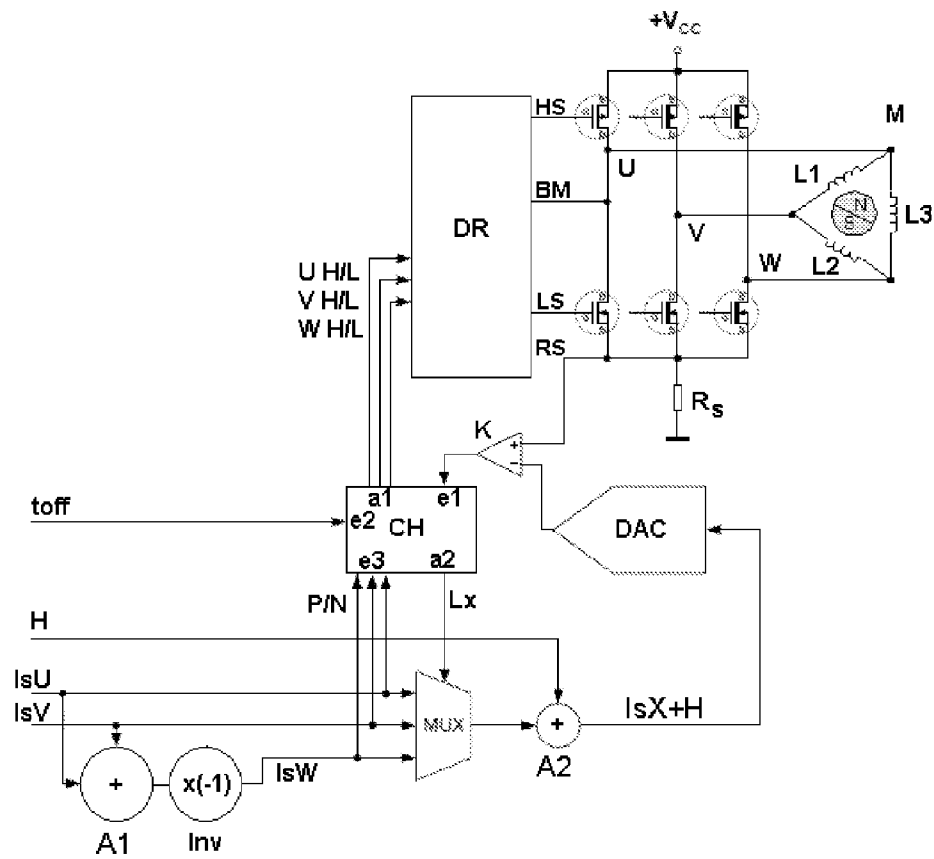 +VCC
HS
M
U
L1
BM
N
S
L3
DR
V
L2
W
U H/L
V H/L
W H/L
LS
RS
RS
K
+
−
a1
e1
toff
e2
CH
DAC
e3
a2
P/N
Lx
H
IsU
IsV
MUX
+
IsX+H
A2
+
x(-1)
IsW
A1
Inv